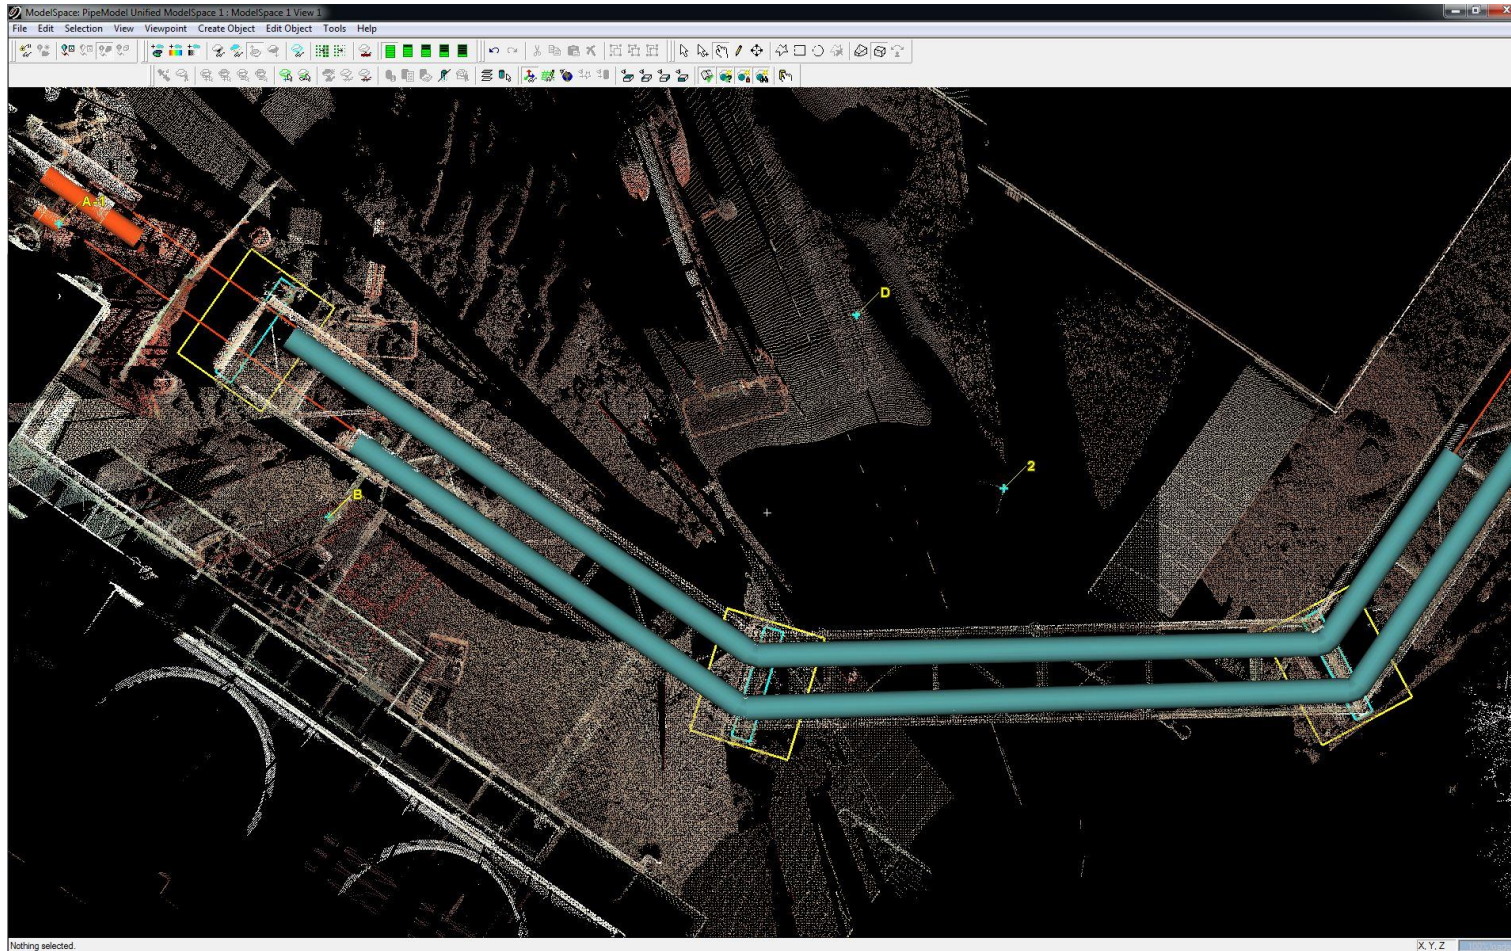 ModelSpace: PipeModel Unified ModelSpace 1 : ModelSpace 1 View 1
File Edit Selection View Viewpoint Create Object Edit Object Tools Help
A-1
D
2
B
Nothing selected.
X, Y, Z